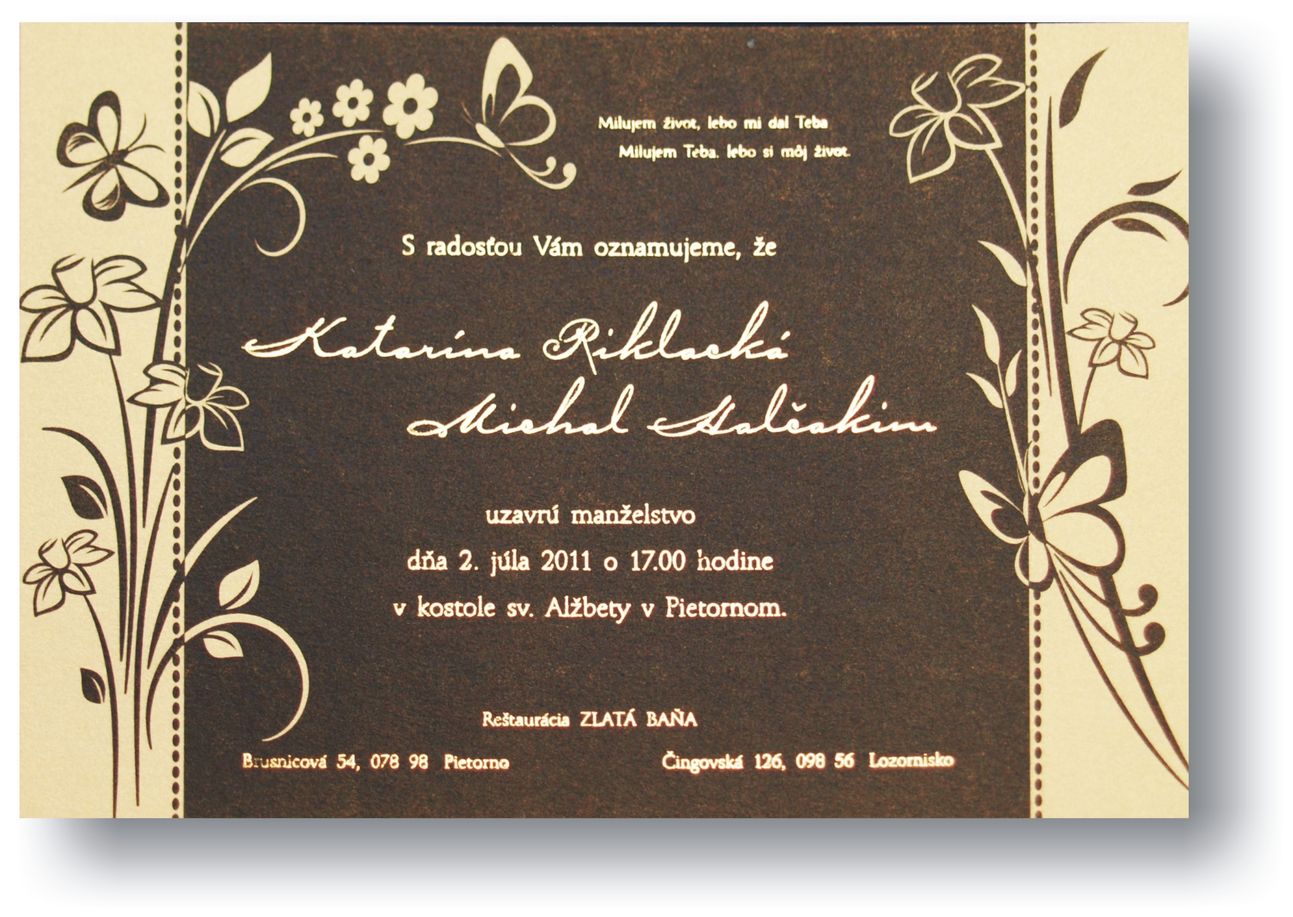 Milujem život, lebo mi dal Teba
Milujem Teba, lebo si môj život.
S radosťou Vám oznamujeme, že
Katarína Riklacká
Michal Halčakim
uzavrú manželstvo
dňa 2. júla 2011 o 17.00 hodine
v kostole sv. Alžbety v Pietornom.
Reštaurácia ZLATÁ BAŇA
Brusnicová 54, 078 98 Pietorno
Čingovská 126, 098 56 Lozornisko